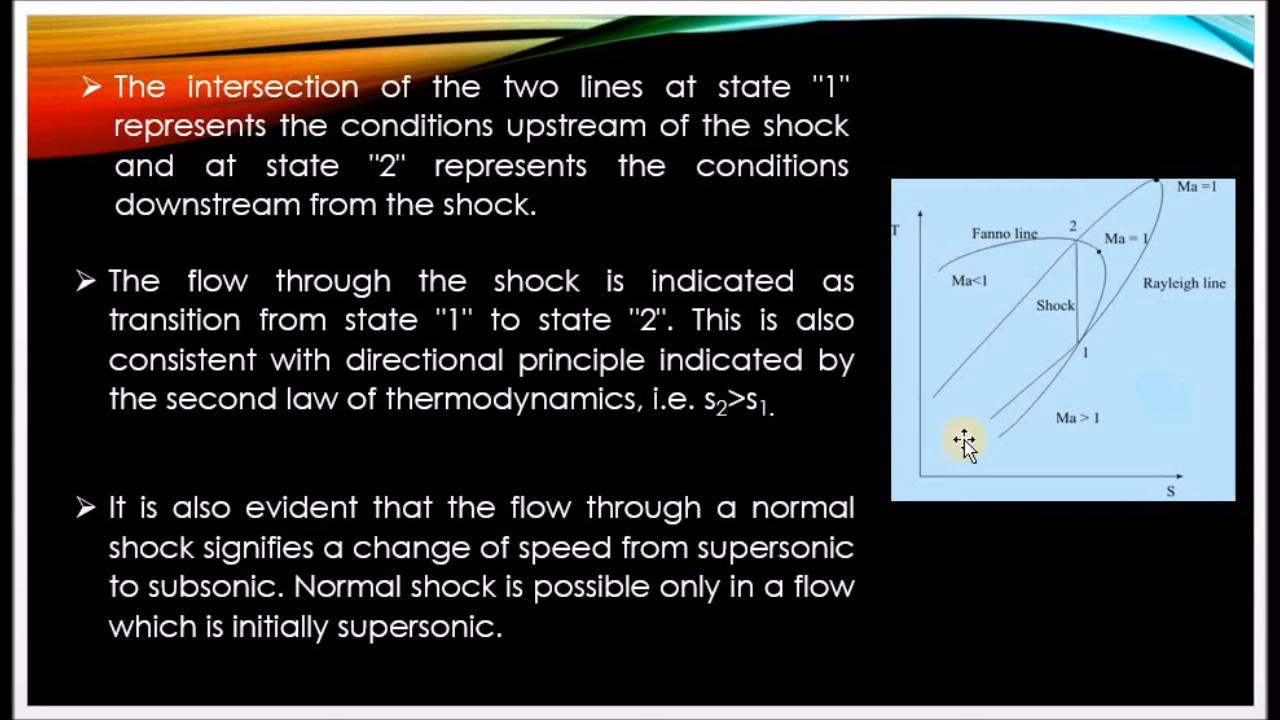 The intersection of the two lines at state "1"
represents the conditions upstream of the shock
and at state "2" represents the conditions
downstream from the shock.
The flow through the shock is indicated as
transition from state "1" to state "2". This is also
consistent with directional principle indicated by
the second law of thermodynamics, i.e. s2>s1.
It is also evident that the flow through a normal
shock signifies a change of speed from supersonic
to subsonic. Normal shock is possible only in a flow
which is initially supersonic.
Ma =1
T
Fanno line
2
Ma = 1
Ma<1
Rayleigh line
Shock
1
Ma > 1
S